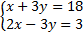 x + 3y = 18
2x − 3y = 3